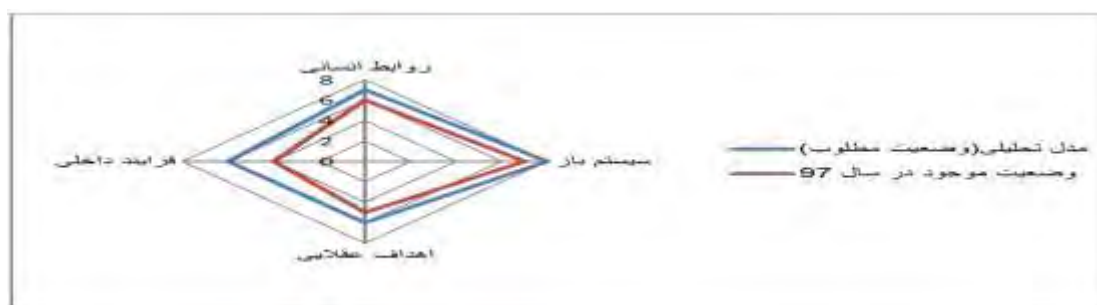 روابط انسانی
8
6
4
2
0
فرایند داخلی
سیستم باز
اهداف عقلایی
مدل تحلیلی(وضعیت مطلوب)
وضعیت موجود در سال 97